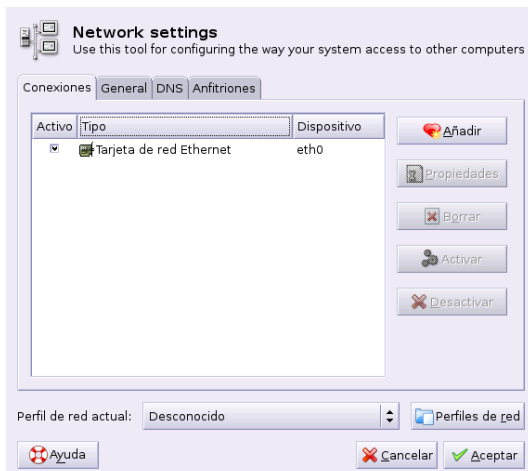 Network settings
Use this tool for configuring the way your system access to other computers
Conexiones General DNS Anfitriones
Activo Tipo Dispositivo
Tarjeta de red Ethernet eth0
Añadir
Propiedades
Borrar
Activar
Desactivar
Perfil de red actual: Desconocido Perfiles de red
Ayuda Cancelar Aceptar